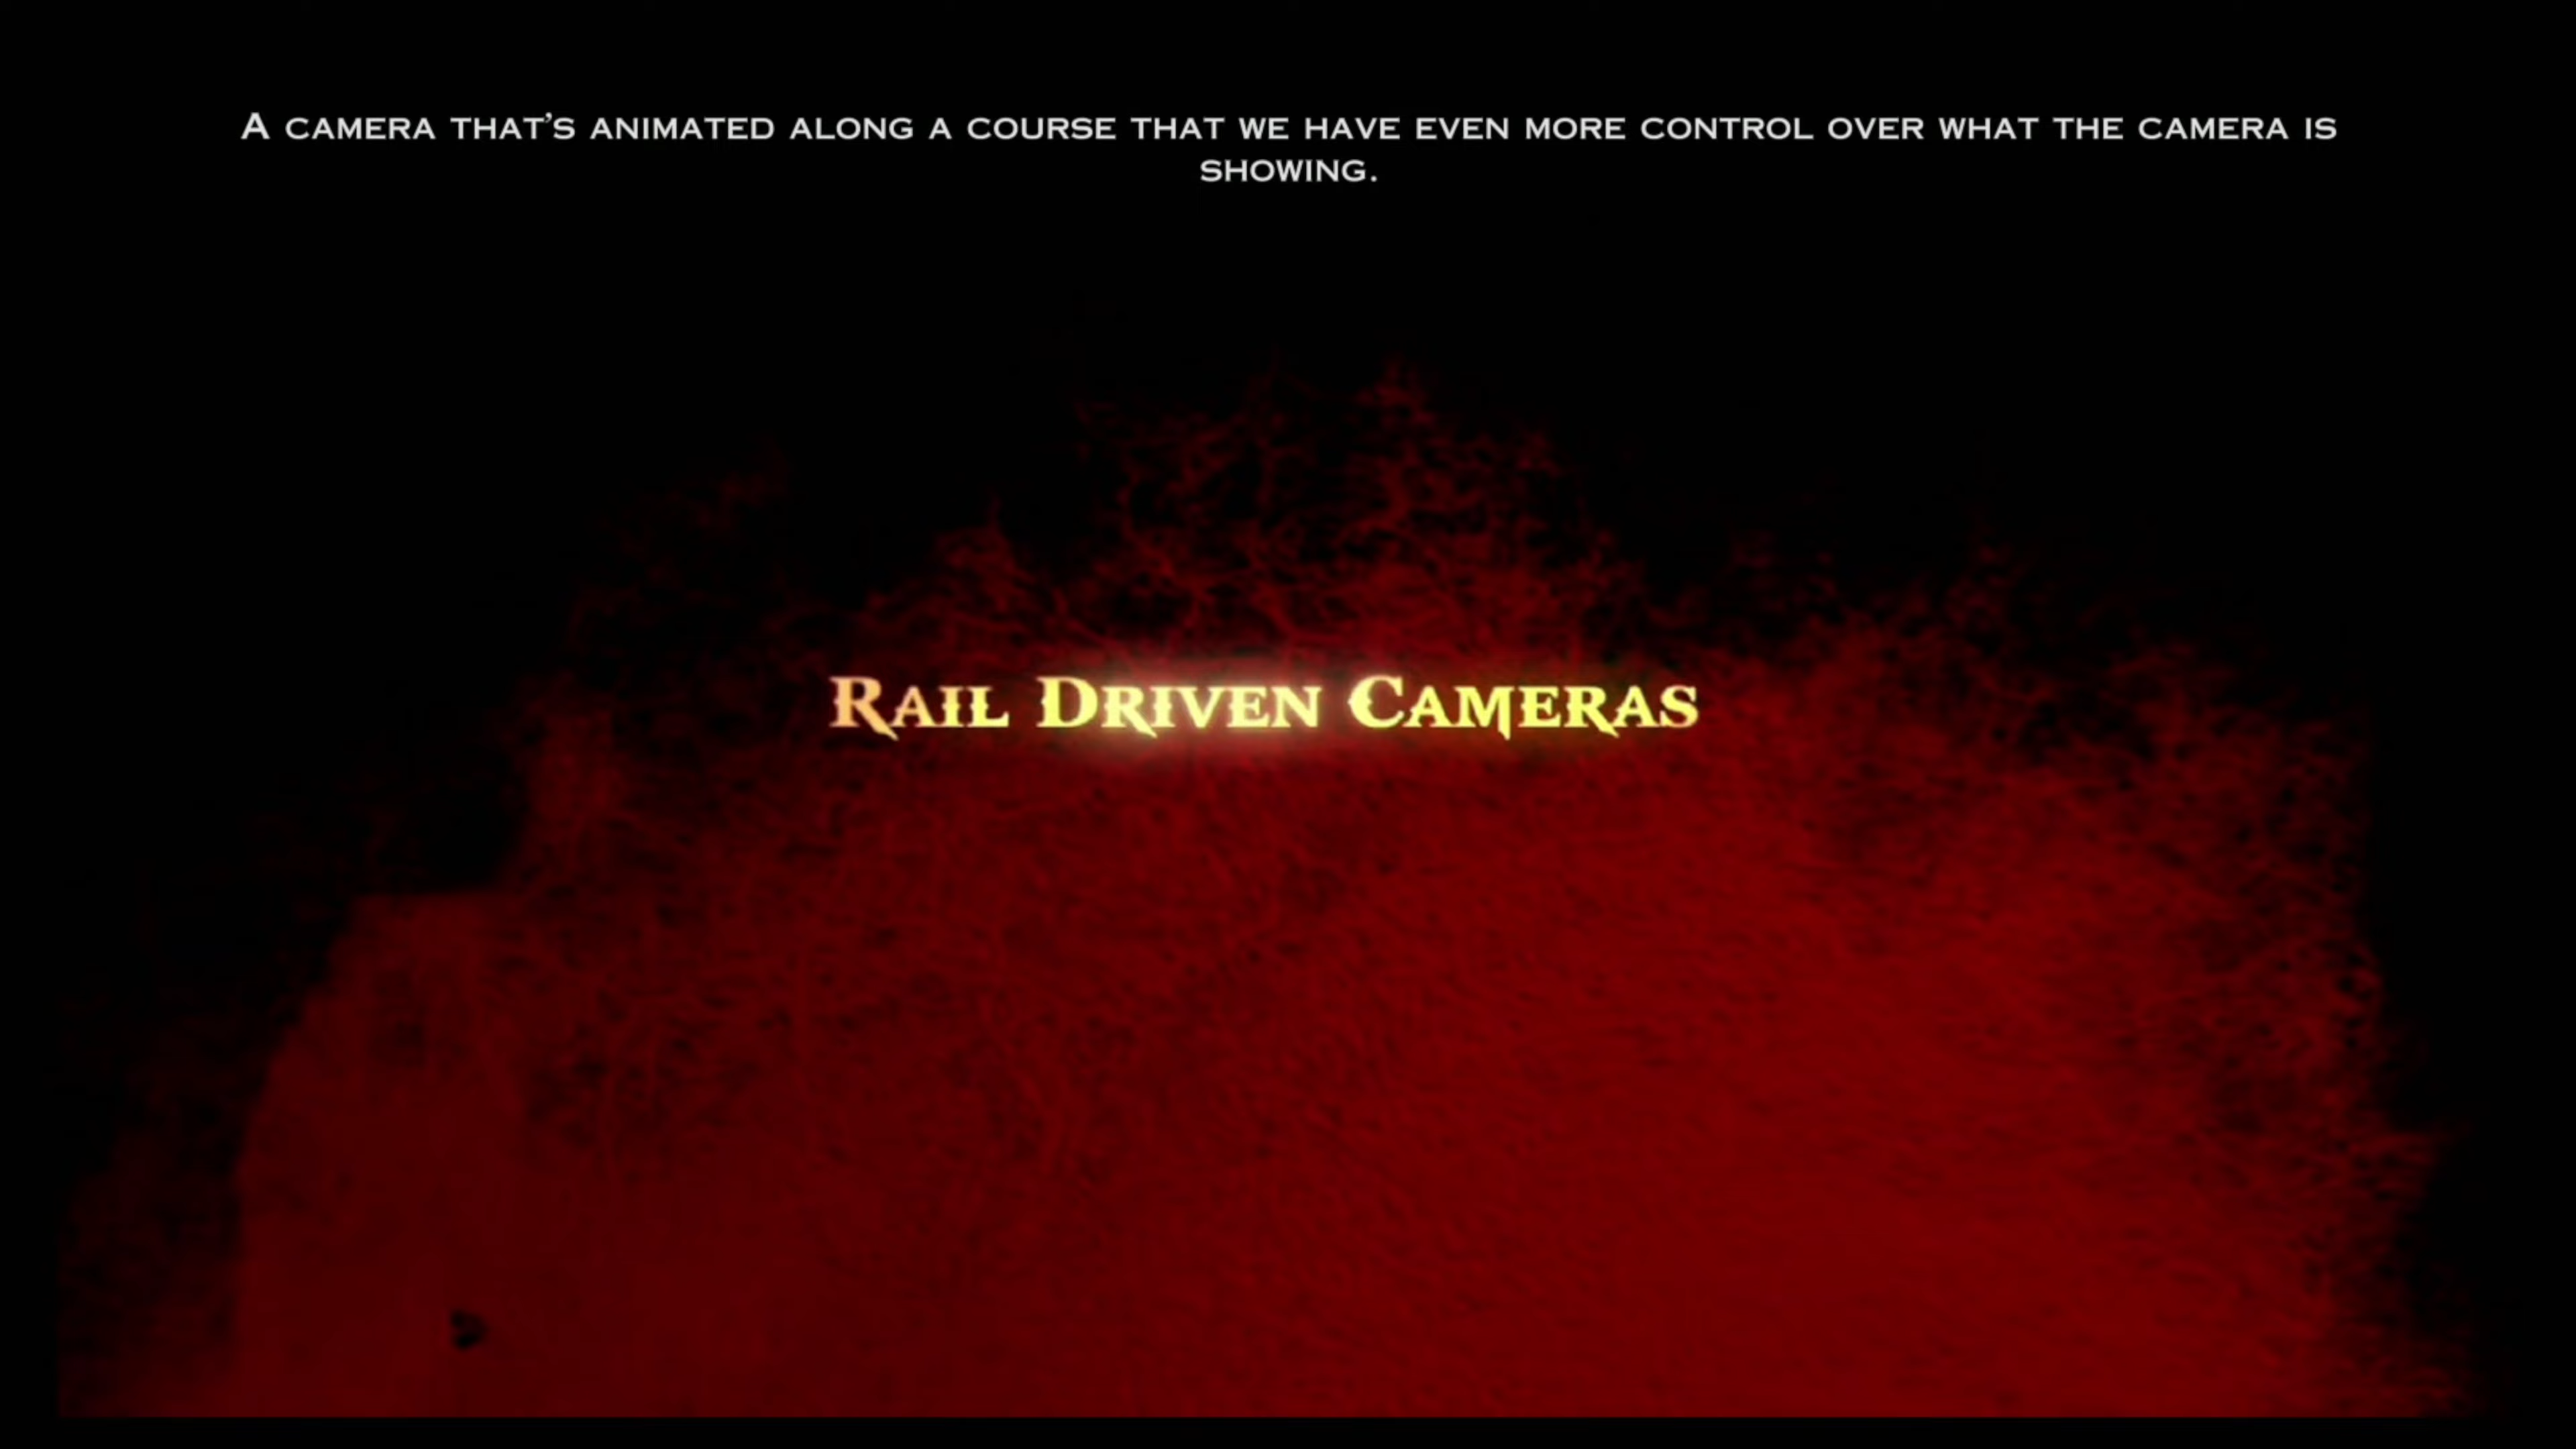 A CAMERA THAT'S ANIMATED ALONG A COURSE THAT WE HAVE EVEN MORE CONTROL OVER WHAT THE CAMERA IS
SHOWING.
RAIL DRIVEN CAMERAS